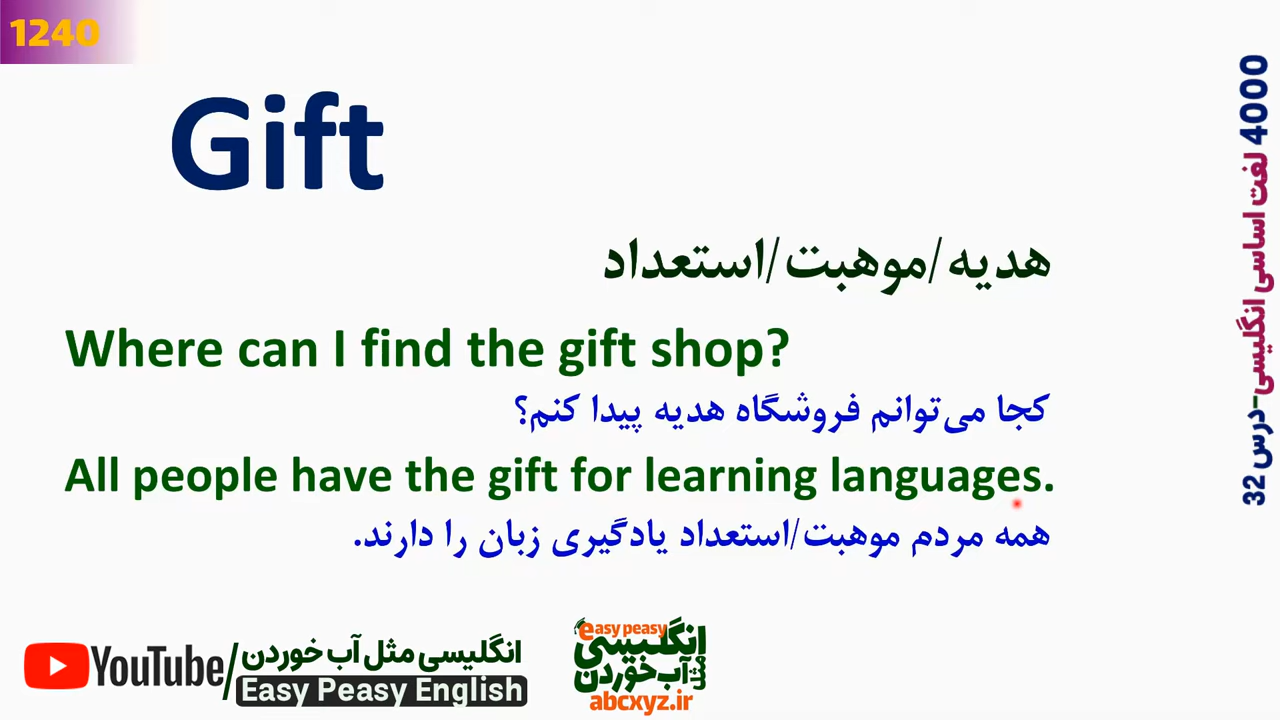 1240
Gift
هدیه/موهبت/استعداد
Where can I find the gift shop?
کجا می‌توانم فروشگاه هدیه پیدا کنم؟
All people have the gift for learning languages.
همه مردم موهبت/استعداد یادگیری زبان را دارند.
4000 لغت اساسی انگلیسی-درس 32
YouTube/انگلیسی مثل آب خوردن
Easy Peasy English
easy peasy
انگلیسی
مثل آب خوردن
abcxyz.ir